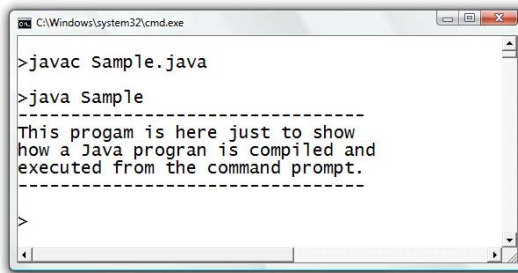 C:\Windows\system32\cmd.exe
>javac Sample.java
>java Sample
---------------------------------
This progam is here just to show
how a Java progran is compiled and
executed from the command prompt.
---------------------------------
>